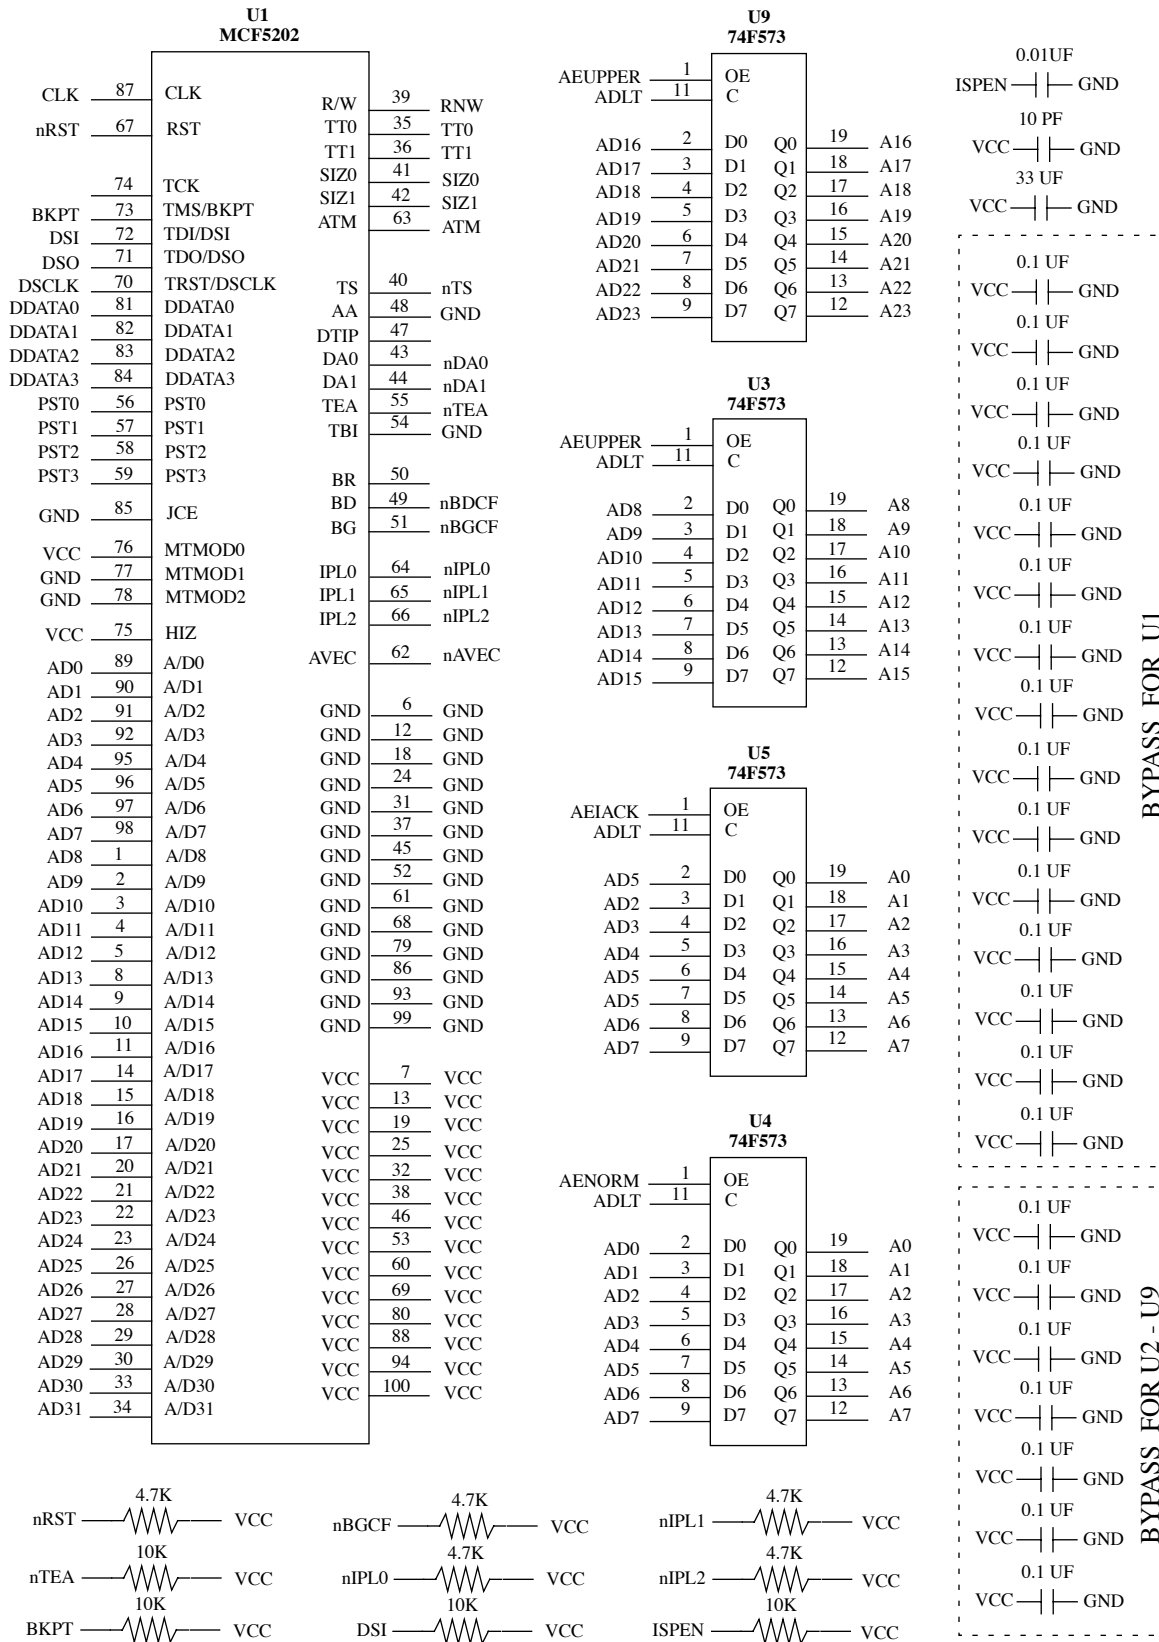 U1
MCF5202
CLK 87 CLK
nRST 67 RST
74 TCK
BKPT 73 TMS/BKPT
DSI 72 TDI/DSI
DSO 71 TDO/DSO
DSCLK 70 TRST/DSCLK
DDATA0 81 DDATA0
DDATA1 82 DDATA1
DDATA2 83 DDATA2
DDATA3 84 DDATA3
PST0 56 PST0
PST1 57 PST1
PST2 58 PST2
PST3 59 PST3
GND 85 JCE
VCC 76 MTMOD0
GND 77 MTMOD1
GND 78 MTMOD2
VCC 75 HIZ
AD0 89 A/D0
AD1 90 A/D1
AD2 91 A/D2
AD3 92 A/D3
AD4 95 A/D4
AD5 96 A/D5
AD6 97 A/D6
AD7 98 A/D7
AD8 1 A/D8
AD9 2 A/D9
AD10 3 A/D10
AD11 4 A/D11
AD12 5 A/D12
AD13 8 A/D13
AD14 9 A/D14
AD15 10 A/D15
AD16 11 A/D16
AD17 14 A/D17
AD18 15 A/D18
AD19 16 A/D19
AD20 17 A/D20
AD21 20 A/D21
AD22 21 A/D22
AD23 22 A/D23
AD24 23 A/D24
AD25 26 A/D25
AD26 27 A/D26
AD27 28 A/D27
AD28 29 A/D28
AD29 30 A/D29
AD30 33 A/D30
AD31 34 A/D31
R/W 39 RNW
TT0 35 TT0
TT1 36 TT1
SIZ0 41 SIZ0
SIZ1 42 SIZ1
ATM 63 ATM
TS 40 nTS
AA 48 GND
DTIP 47
DA0 43 nDA0
DA1 44 nDA1
TEA 55 nTEA
TBI 54 GND
BR 50
BD 49 nBDCF
BG 51 nBGCF
IPL0 64 nIPL0
IPL1 65 nIPL1
IPL2 66 nIPL2
AVEC 62 nAVEC
GND 6 GND
GND 12 GND
GND 18 GND
GND 24 GND
GND 31 GND
GND 37 GND
GND 45 GND
GND 52 GND
GND 61 GND
GND 68 GND
GND 79 GND
GND 86 GND
GND 93 GND
GND 99 GND
VCC 7 VCC
VCC 13 VCC
VCC 19 VCC
VCC 25 VCC
VCC 32 VCC
VCC 38 VCC
VCC 46 VCC
VCC 53 VCC
VCC 60 VCC
VCC 69 VCC
VCC 80 VCC
VCC 88 VCC
VCC 94 VCC
VCC 100 VCC
U9
74F573
AEUPPER 1 OE
ADLT 11 C
AD16 2 D0 Q0 19 A16
AD17 3 D1 Q1 18 A17
AD18 4 D2 Q2 17 A18
AD19 5 D3 Q3 16 A19
AD20 6 D4 Q4 15 A20
AD21 7 D5 Q5 14 A21
AD22 8 D6 Q6 13 A22
AD23 9 D7 Q7 12 A23
U3
74F573
AEUPPER 1 OE
ADLT 11 C
AD8 2 D0 Q0 19 A8
AD9 3 D1 Q1 18 A9
AD10 4 D2 Q2 17 A10
AD11 5 D3 Q3 16 A11
AD12 6 D4 Q4 15 A12
AD13 7 D5 Q5 14 A13
AD14 8 D6 Q6 13 A14
AD15 9 D7 Q7 12 A15
U5
74F573
AEIACK 1 OE
ADLT 11 C
AD5 2 D0 Q0 19 A0
AD2 3 D1 Q1 18 A1
AD3 4 D2 Q2 17 A2
AD4 5 D3 Q3 16 A3
AD5 6 D4 Q4 15 A4
AD5 7 D5 Q5 14 A5
AD6 8 D6 Q6 13 A6
AD7 9 D7 Q7 12 A7
U4
74F573
AENORM 1 OE
ADLT 11 C
AD0 2 D0 Q0 19 A0
AD1 3 D1 Q1 18 A1
AD2 4 D2 Q2 17 A2
AD3 5 D3 Q3 16 A3
AD4 6 D4 Q4 15 A4
AD5 7 D5 Q5 14 A5
AD6 8 D6 Q6 13 A6
AD7 9 D7 Q7 12 A7
0.01UF
ISPEN GND
10 PF
VCC GND
33 UF
VCC GND
0.1 UF
VCC GND
0.1 UF
VCC GND
0.1 UF
VCC GND
0.1 UF
VCC GND
0.1 UF
VCC GND
0.1 UF
VCC GND
0.1 UF
VCC GND
0.1 UF
VCC GND
0.1 UF
VCC GND
0.1 UF
VCC GND
0.1 UF
VCC GND
0.1 UF
VCC GND
0.1 UF
VCC GND
0.1 UF
VCC GND
0.1 UF
VCC GND
BYPASS FOR U1
0.1 UF
VCC GND
0.1 UF
VCC GND
0.1 UF
VCC GND
0.1 UF
VCC GND
0.1 UF
VCC GND
0.1 UF
VCC GND
0.1 UF
VCC GND
BYPASS FOR U2 - U9
4.7K
nRST VCC
10K
nTEA VCC
10K
BKPT VCC
4.7K
nBGCF VCC
4.7K
nIPL0 VCC
10K
DSI VCC
4.7K
nIPL1 VCC
4.7K
nIPL2 VCC
10K
ISPEN VCC